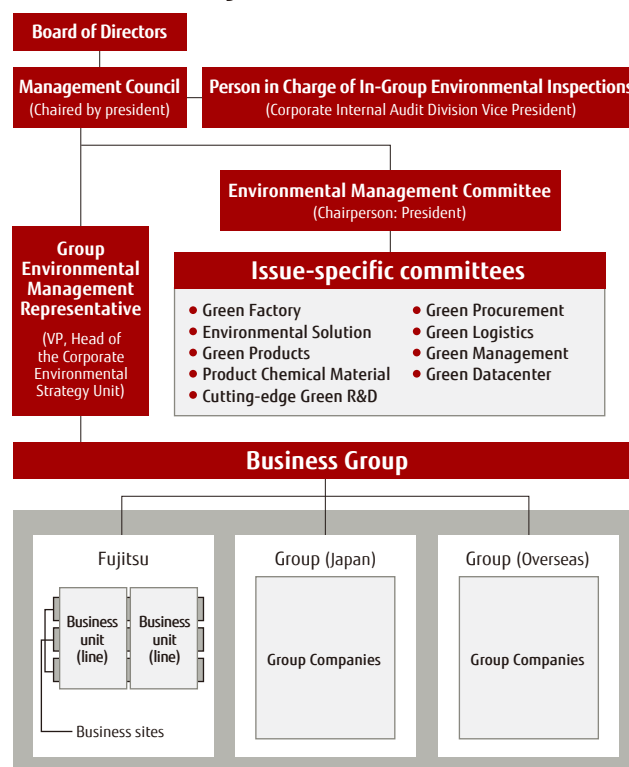 Board of Directors
Management Council
(Chaired by president)
Person in Charge of In-Group Environmental Inspections
(Corporate Internal Audit Division Vice President)
Environmental Management Committee
(Chairperson: President)
Group
Environmental
Management
Representative
(VP, Head of
the Corporate
Environmental
Strategy Unit)
Issue-specific committees
• Green Factory
• Environmental Solution
• Green Products
• Product Chemical Material
• Cutting-edge Green R&D
• Green Procurement
• Green Logistics
• Green Management
• Green Datacenter
Business Group
Fujitsu
Business
unit
(line)
Business
unit
(line)
Business sites
Group (Japan)
Group Companies
Group (Overseas)
Group Companies